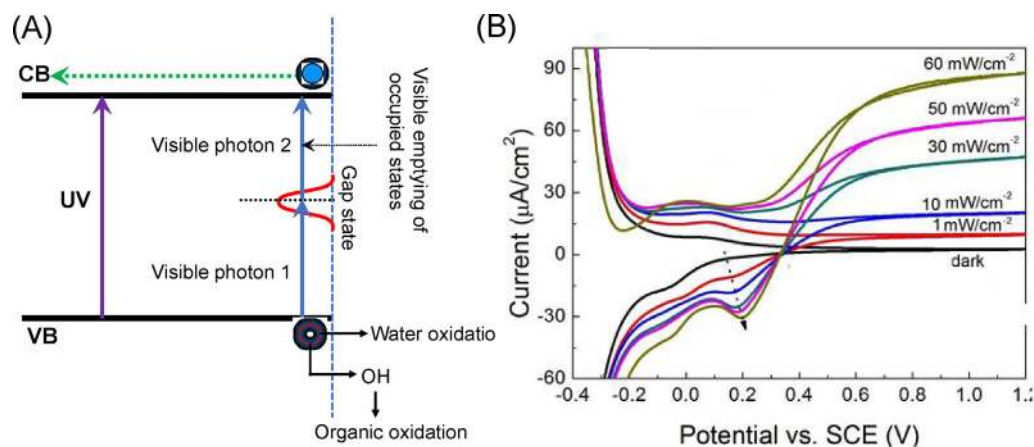 (A)
CB
Visible photon 2
UV
Gap state
Visible emptying of
occupied states
Visible photon 1
VB
Water oxidatio
OH
Organic oxidation
(B)
60 mW/cm⁻²
50 mW/cm⁻²
30 mW/cm⁻²
10 mW/cm⁻²
1 mW/cm⁻²
dark
90
60
30
0
-30
-60
Current (µA/cm²)
-0.4 -0.2 0.0 0.2 0.4 0.6 0.8 1.0 1.2
Potential vs. SCE (V)